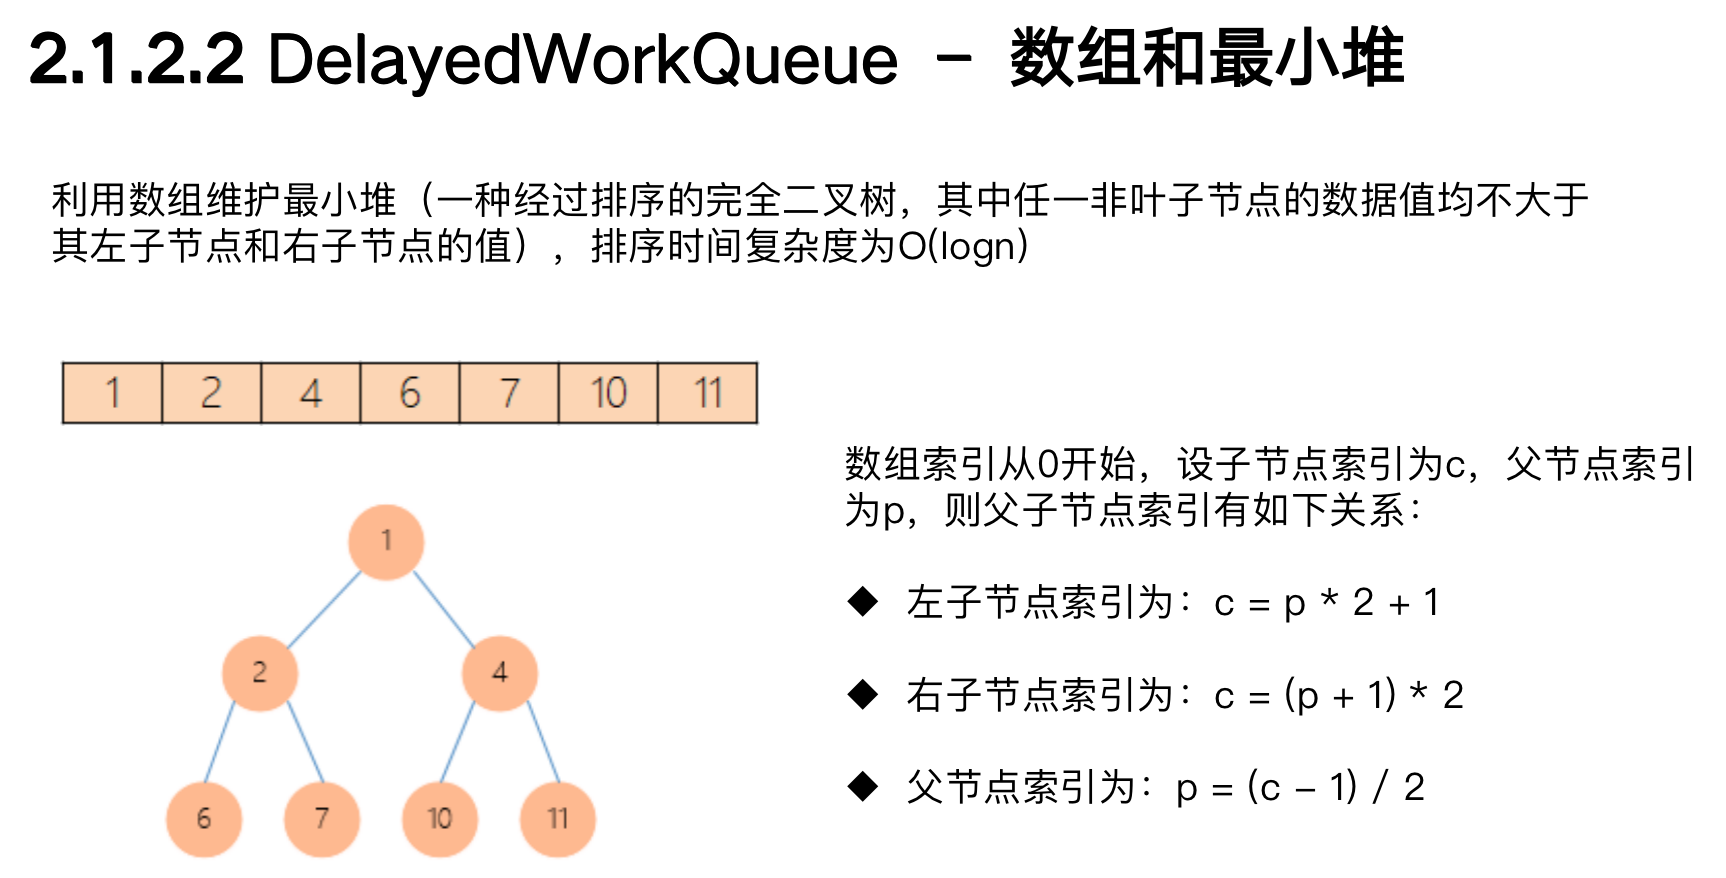 2.1.2.2 DelayedWorkQueue － 数组和最小堆
利用数组维护最小堆（一种经过排序的完全二叉树，其中任一非叶子节点的数据值均不大于
其左子节点和右子节点的值），排序时间复杂度为O(logn)
1 2 4 6 7 10 11
数组索引从0开始，设子节点索引为c，父节点索引
为p，则父子节点索引有如下关系：
◆ 左子节点索引为：c = p * 2 + 1
◆ 右子节点索引为：c = (p + 1) * 2
◆ 父节点索引为：p = (c – 1) / 2
1
2 4
6 7 10 11